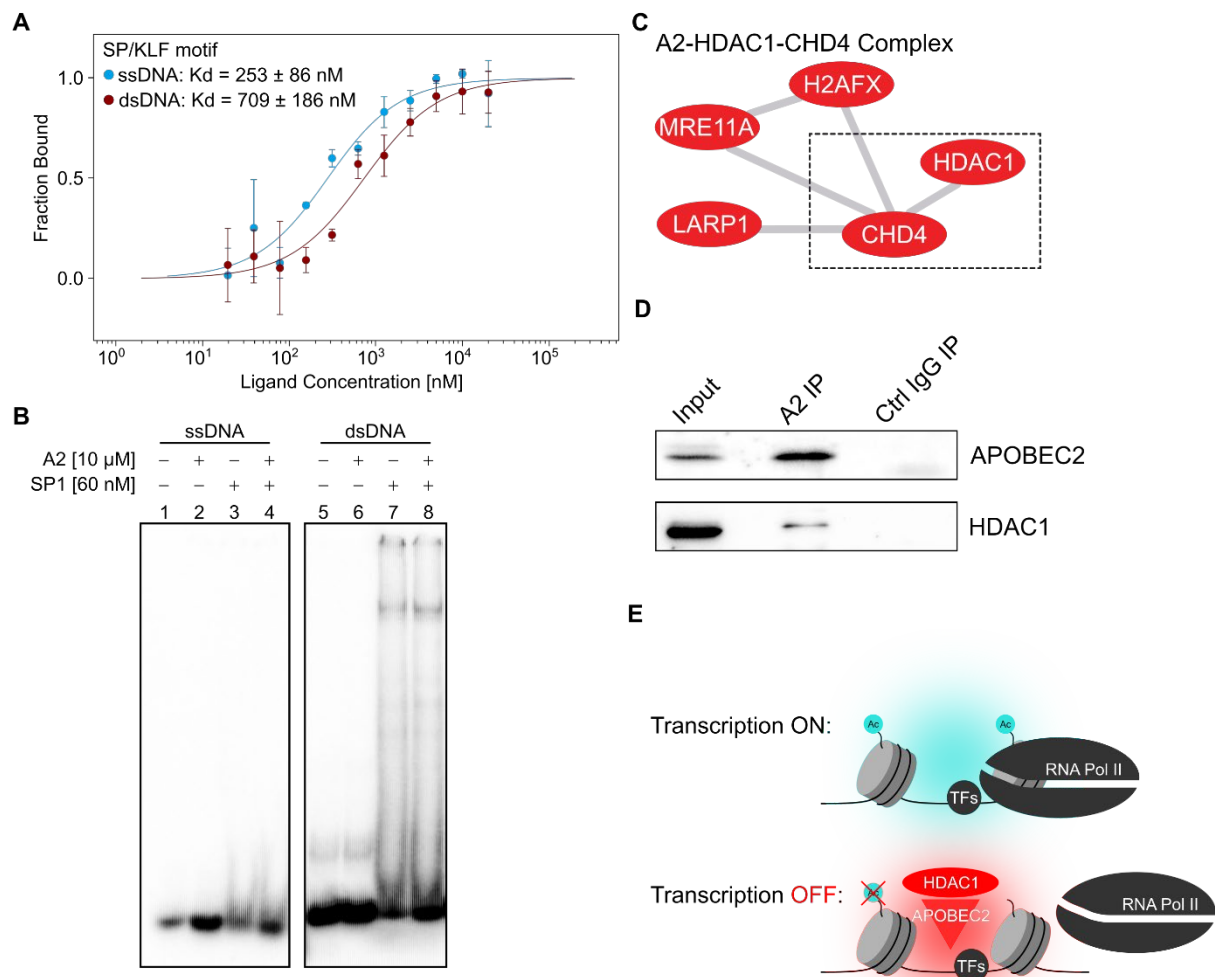 A
SP/KLF motif
ssDNA: Kd = 253 ± 86 nM
dsDNA: Kd = 709 ± 186 nM
1.0
0.5
0.0
Fraction Bound
10⁰ 10¹ 10² 10³ 10⁴ 10⁵
Ligand Concentration [nM]
B
ssDNA dsDNA
A2 [10 µM] – + – + – + – +
SP1 [60 nM] – – + + – – + +
1 2 3 4 5 6 7 8
C
A2-HDAC1-CHD4 Complex
H2AFX
MRE11A
HDAC1
LARP1
CHD4
D
Input A2 IP Ctrl IgG IP
APOBEC2
HDAC1
E
Transcription ON:
Ac Ac
RNA Pol II
TFs
Transcription OFF:
Ac
HDAC1
APOBEC2
RNA Pol II
TFs